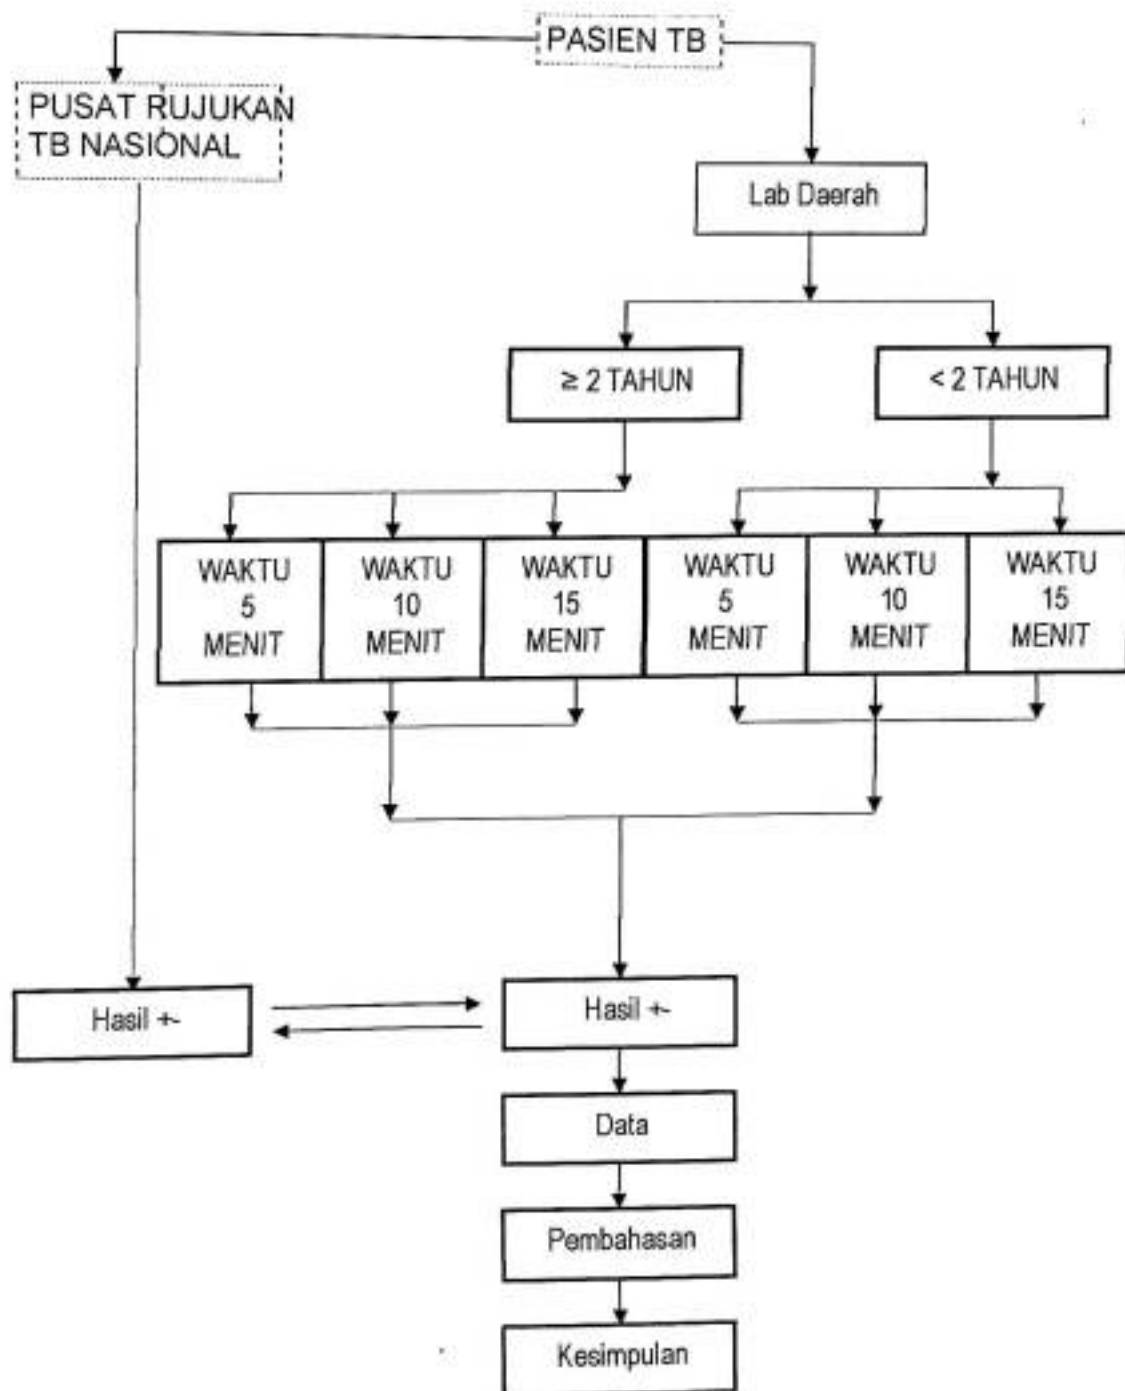 PASIEN TB
PUSAT RUJUKAN
TB NASIONAL
Lab Daerah
≥ 2 TAHUN
< 2 TAHUN
WAKTU
5
MENIT
WAKTU
10
MENIT
WAKTU
15
MENIT
WAKTU
5
MENIT
WAKTU
10
MENIT
WAKTU
15
MENIT
Hasil +-
Hasil +-
Data
Pembahasan
Kesimpulan